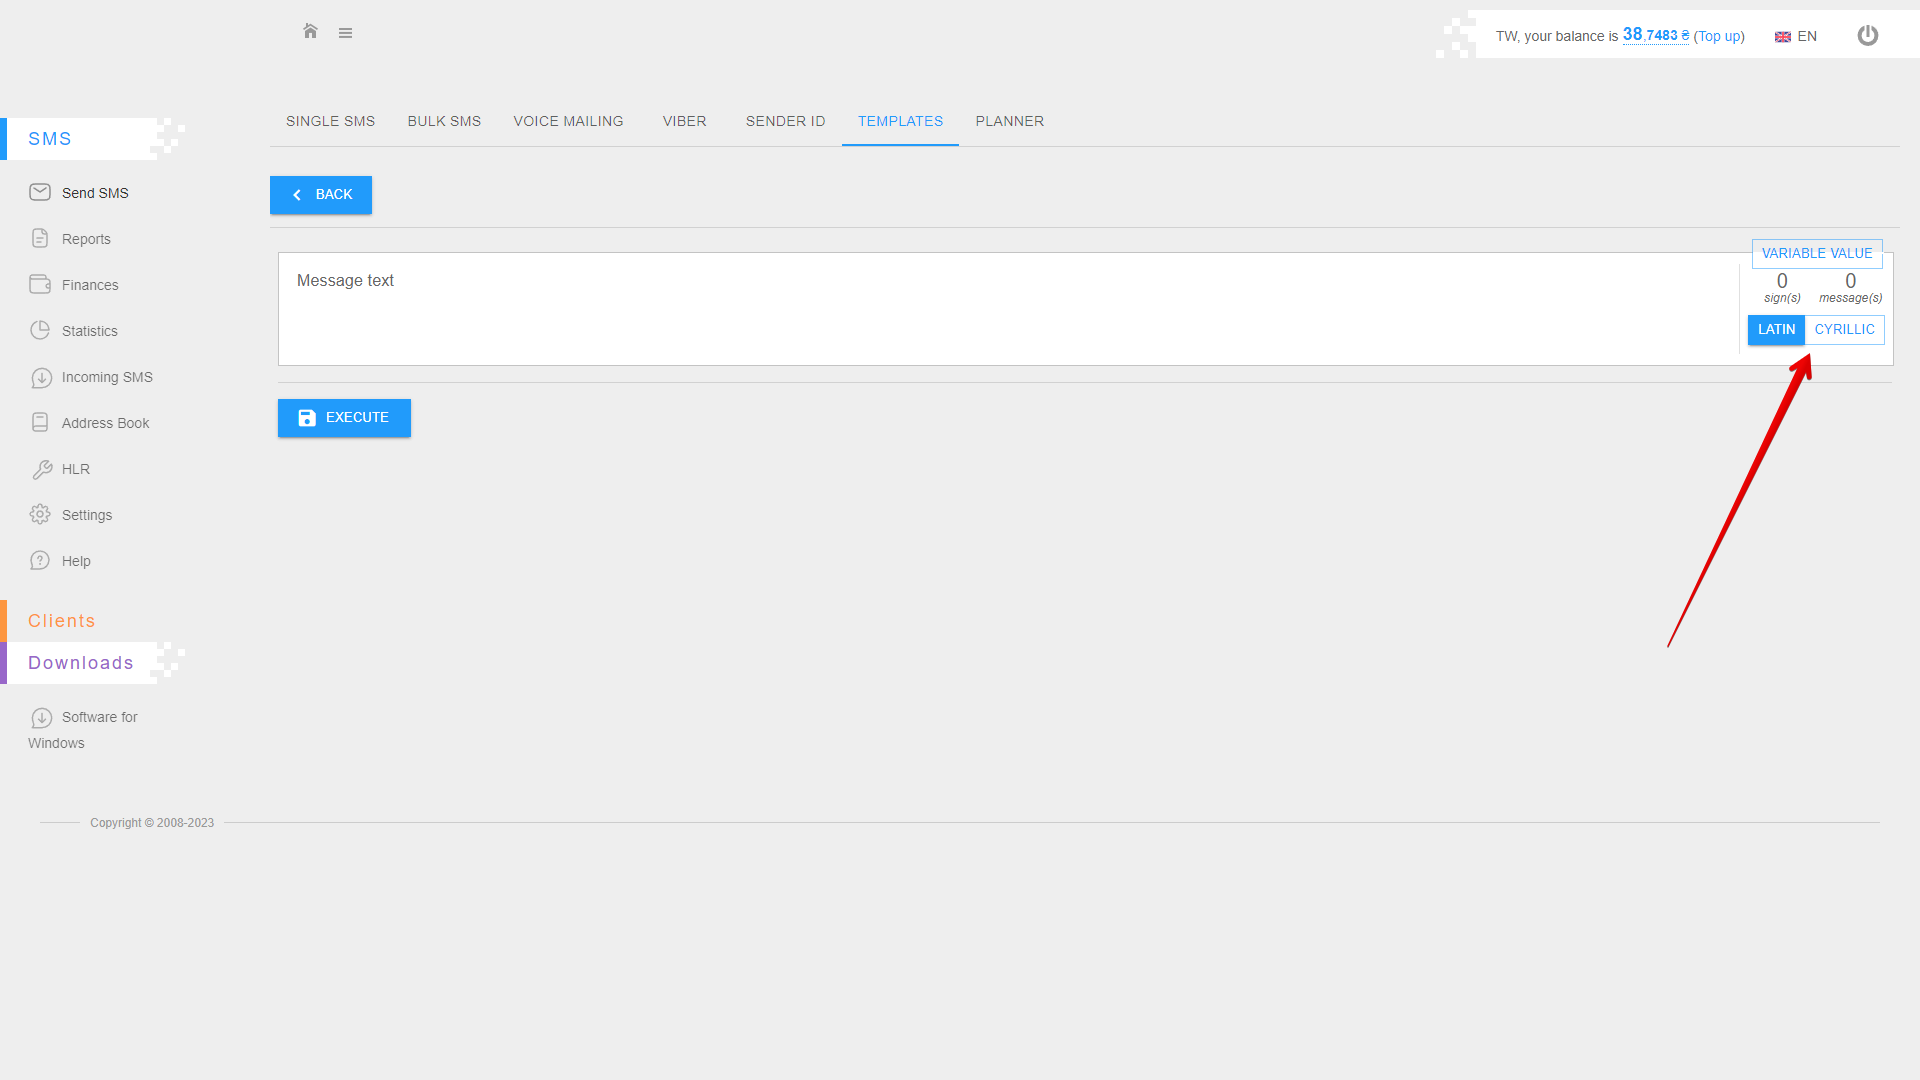 TW, your balance is 38,7483 ₴ (Top up) EN
SINGLE SMS BULK SMS VOICE MAILING VIBER SENDER ID TEMPLATES PLANNER
SMS
Send SMS
Reports
Finances
Statistics
Incoming SMS
Address Book
HLR
Settings
Help
Clients
Downloads
Software for
Windows
BACK
Message text
VARIABLE VALUE
0 0
sign(s) message(s)
LATIN CYRILLIC
EXECUTE
Copyright © 2008-2023